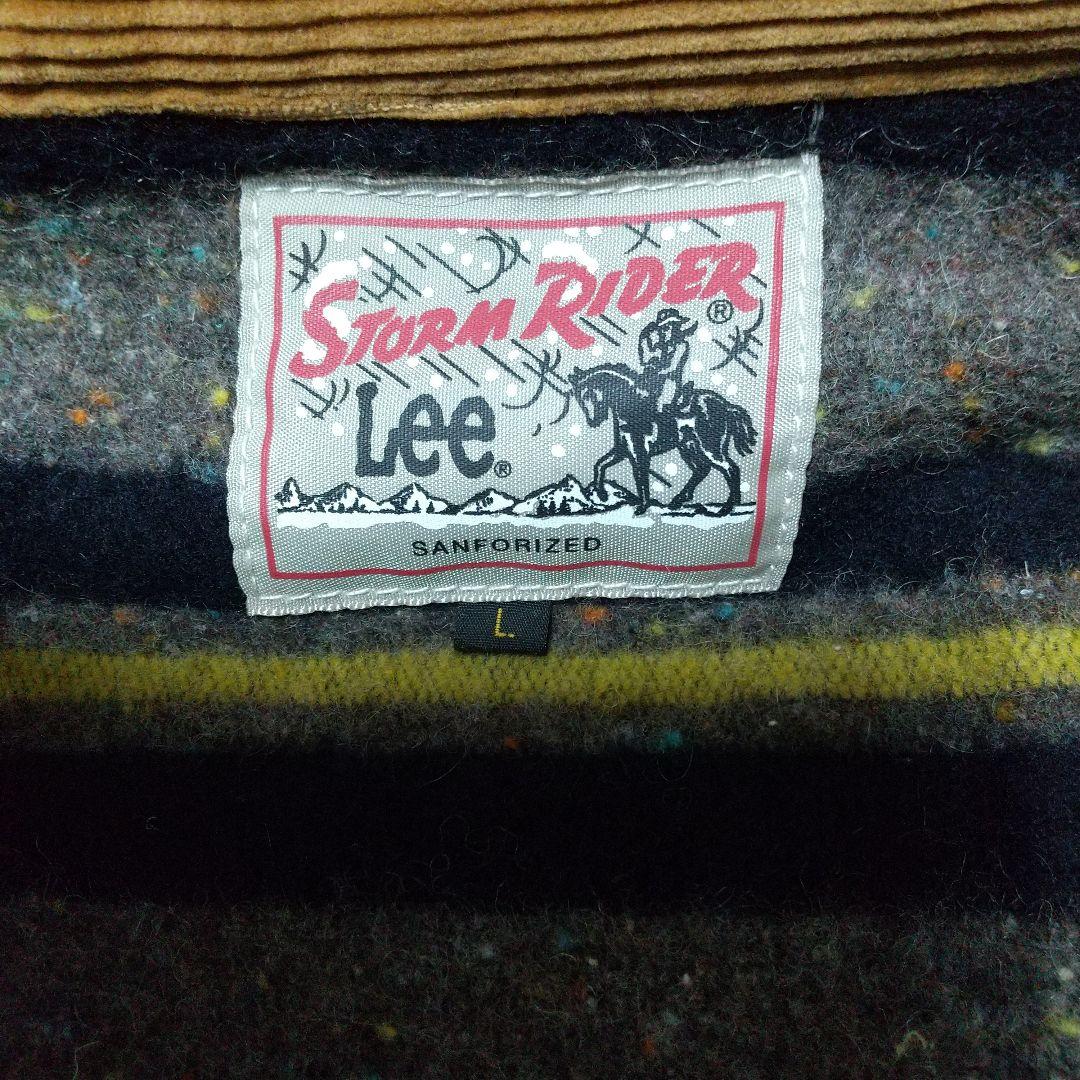 STORM RIDER®
Lee®
SANFORIZED
L